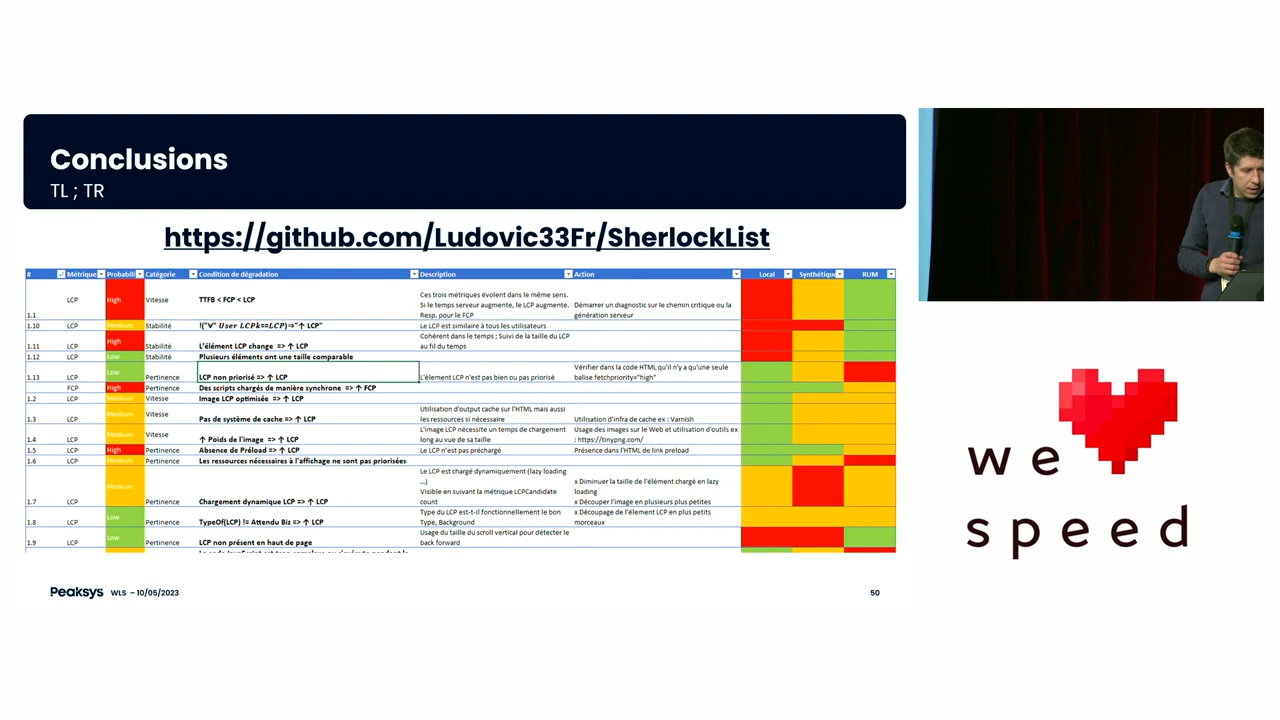 Conclusions
TL ; TR
https://github.com/Ludovic33Fr/SherlockList
# Métrique Probabili Catégorie Condition de dégradation Description Action Local Synthétique RUM
1.1 LCP High Vitesse TTFB < FCP < LCP
Ces trois métriques évolent dans le même sens.
Si le temps serveur augmente, le LCP augmente.
Resp. pour le FCP
Démarrer un diagnostic sur le chemin critique ou la
génération serveur
1.10 LCP Medium Stabilité !("∀" User LCPk==LCP)⇒"↑ LCP" Le LCP est similaire à tous les utilisateurs
1.11 LCP High Stabilité L'élément LCP change => ↑ LCP
Cohérent dans le temps ; Suivi de la taille du LCP
au fil du temps
1.12 LCP Low Stabilité Plusieurs éléments ont une taille comparable
1.13 LCP Low Pertinence LCP non priorisé => ↑ LCP L'élement LCP n'est pas bien ou pas priorisé
Vérifier dans la code HTML qu'il n'y a qu'une seule
balise fetchpriority="high"
FCP High Pertinence Des scripts chargés de manière synchrone => ↑ FCP
1.2 LCP Medium Vitesse Image LCP optimisée => ↑ LCP
1.3 LCP Medium Vitesse Pas de système de cache => ↑ LCP
Utilisation d'output cache sur l'HTML mais aussi
les ressources si nécessaire
Utilisation d'infra de cache ex : Varnish
1.4 LCP Medium Vitesse ↑ Poids de l'image => ↑ LCP
L'image LCP nécessite un temps de chargement
long au vue de sa taille
Usage des images sur le Web et utilisation d'outils ex
: https://tinypng.com/
1.5 LCP High Pertinence Absence de Préload => ↑ LCP Le LCP n'est pas préchargé Présence dans l'HTML de link preload
1.6 LCP Medium Pertinence Les ressources nécessaires à l'affichage ne sont pas priorisées
1.7 LCP Medium Pertinence Chargement dynamique LCP => ↑ LCP
Le LCP est chargé dynamiquement (lazy loading
...)
Visible en suivant la métrique LCPCandidate
count
x Diminuer la taille de l'élément chargé en lazy
loading
x Découper l'image en plusieurs plus petites
1.8 LCP Low Pertinence TypeOf(LCP) != Attendu Biz => ↑ LCP
Type du LCP est-t-il fonctionnellement le bon
Type, Background
x Découpage de l'élement LCP en plus petits
morceaux
1.9 LCP Low Pertinence LCP non présent en haut de page
Usage du taille du scroll vertical pour détecter le
back forward
Peaksys WLS – 10/05/2023 50
we
speed